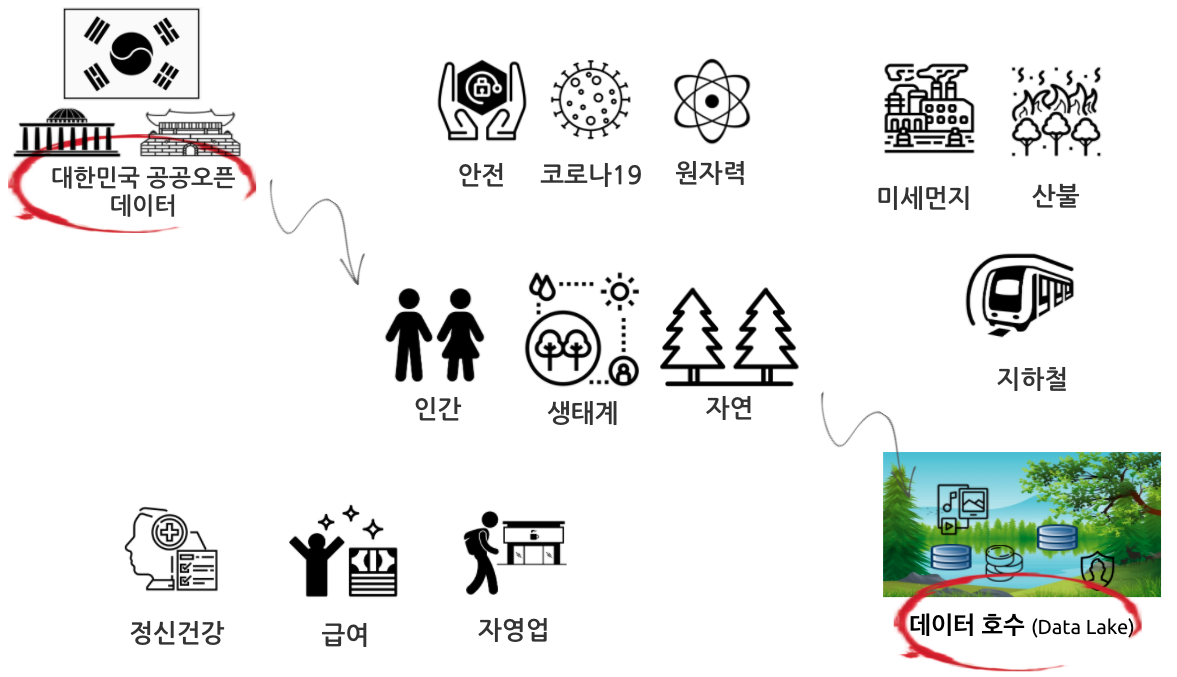 대한민국 공공오픈
데이터
안전
코로나19
원자력
미세먼지
산불
지하철
인간
생태계
자연
정신건강
급여
자영업
데이터 호수 (Data Lake)